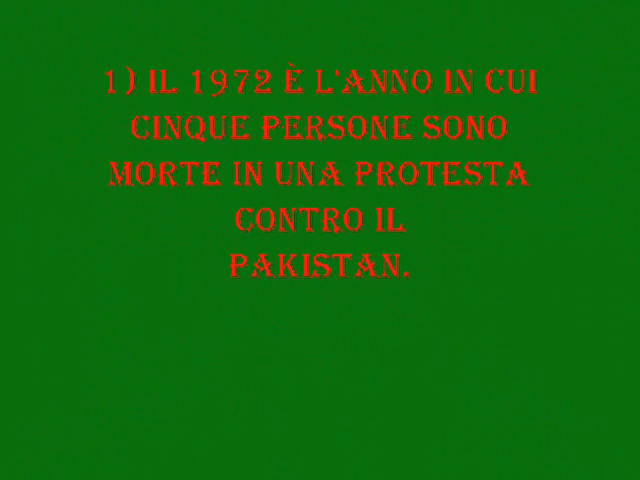 1) IL 1972 È L'ANNO IN CUI
CINQUE PERSONE SONO
MORTE IN UNA PROTESTA
CONTRO IL
PAKISTAN.